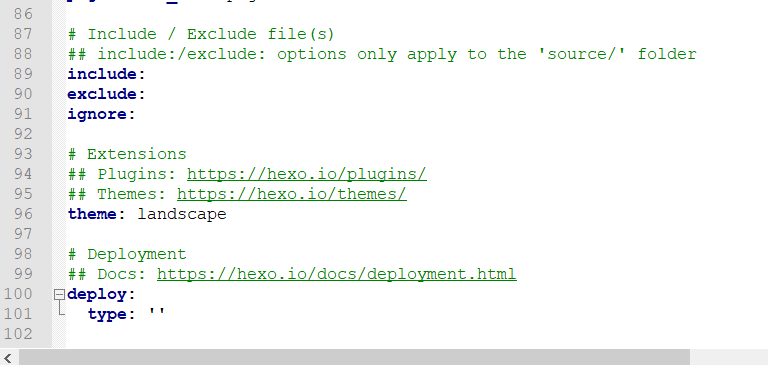 86
87 # Include / Exclude file(s)
88 ## include:/exclude: options only apply to the 'source/' folder
89 include:
90 exclude:
91 ignore:
92
93 # Extensions
94 ## Plugins: https://hexo.io/plugins/
95 ## Themes: https://hexo.io/themes/
96 theme: landscape
97
98 # Deployment
99 ## Docs: https://hexo.io/docs/deployment.html
100 deploy:
101 type: ''
102